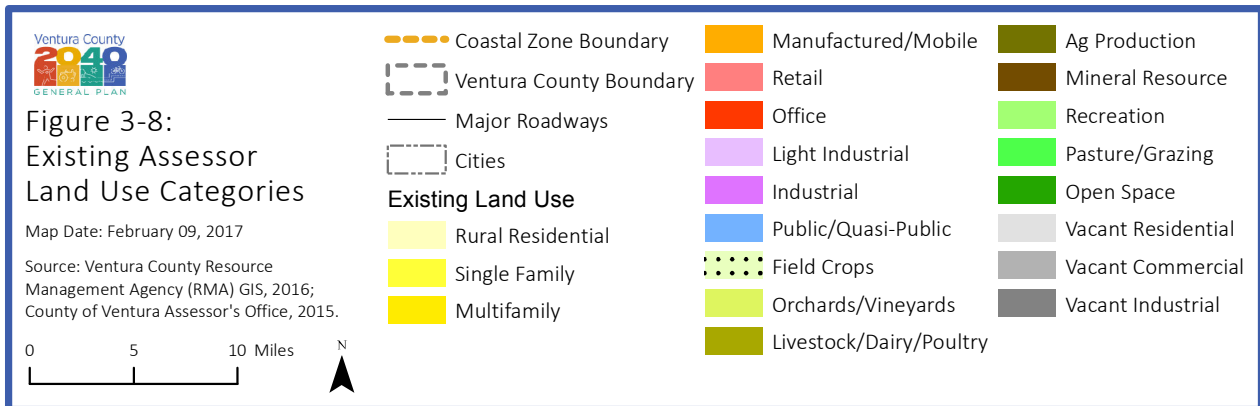 Ventura County
2040
GENERAL PLAN
Figure 3-8:
Existing Assessor
Land Use Categories
Map Date: February 09, 2017
Source: Ventura County Resource
Management Agency (RMA) GIS, 2016;
County of Ventura Assessor's Office, 2015.
0 5 10 Miles
N
Coastal Zone Boundary
Ventura County Boundary
Major Roadways
Cities
Existing Land Use
Rural Residential
Single Family
Multifamily
Manufactured/Mobile
Retail
Office
Light Industrial
Industrial
Public/Quasi-Public
Field Crops
Orchards/Vineyards
Livestock/Dairy/Poultry
Ag Production
Mineral Resource
Recreation
Pasture/Grazing
Open Space
Vacant Residential
Vacant Commercial
Vacant Industrial